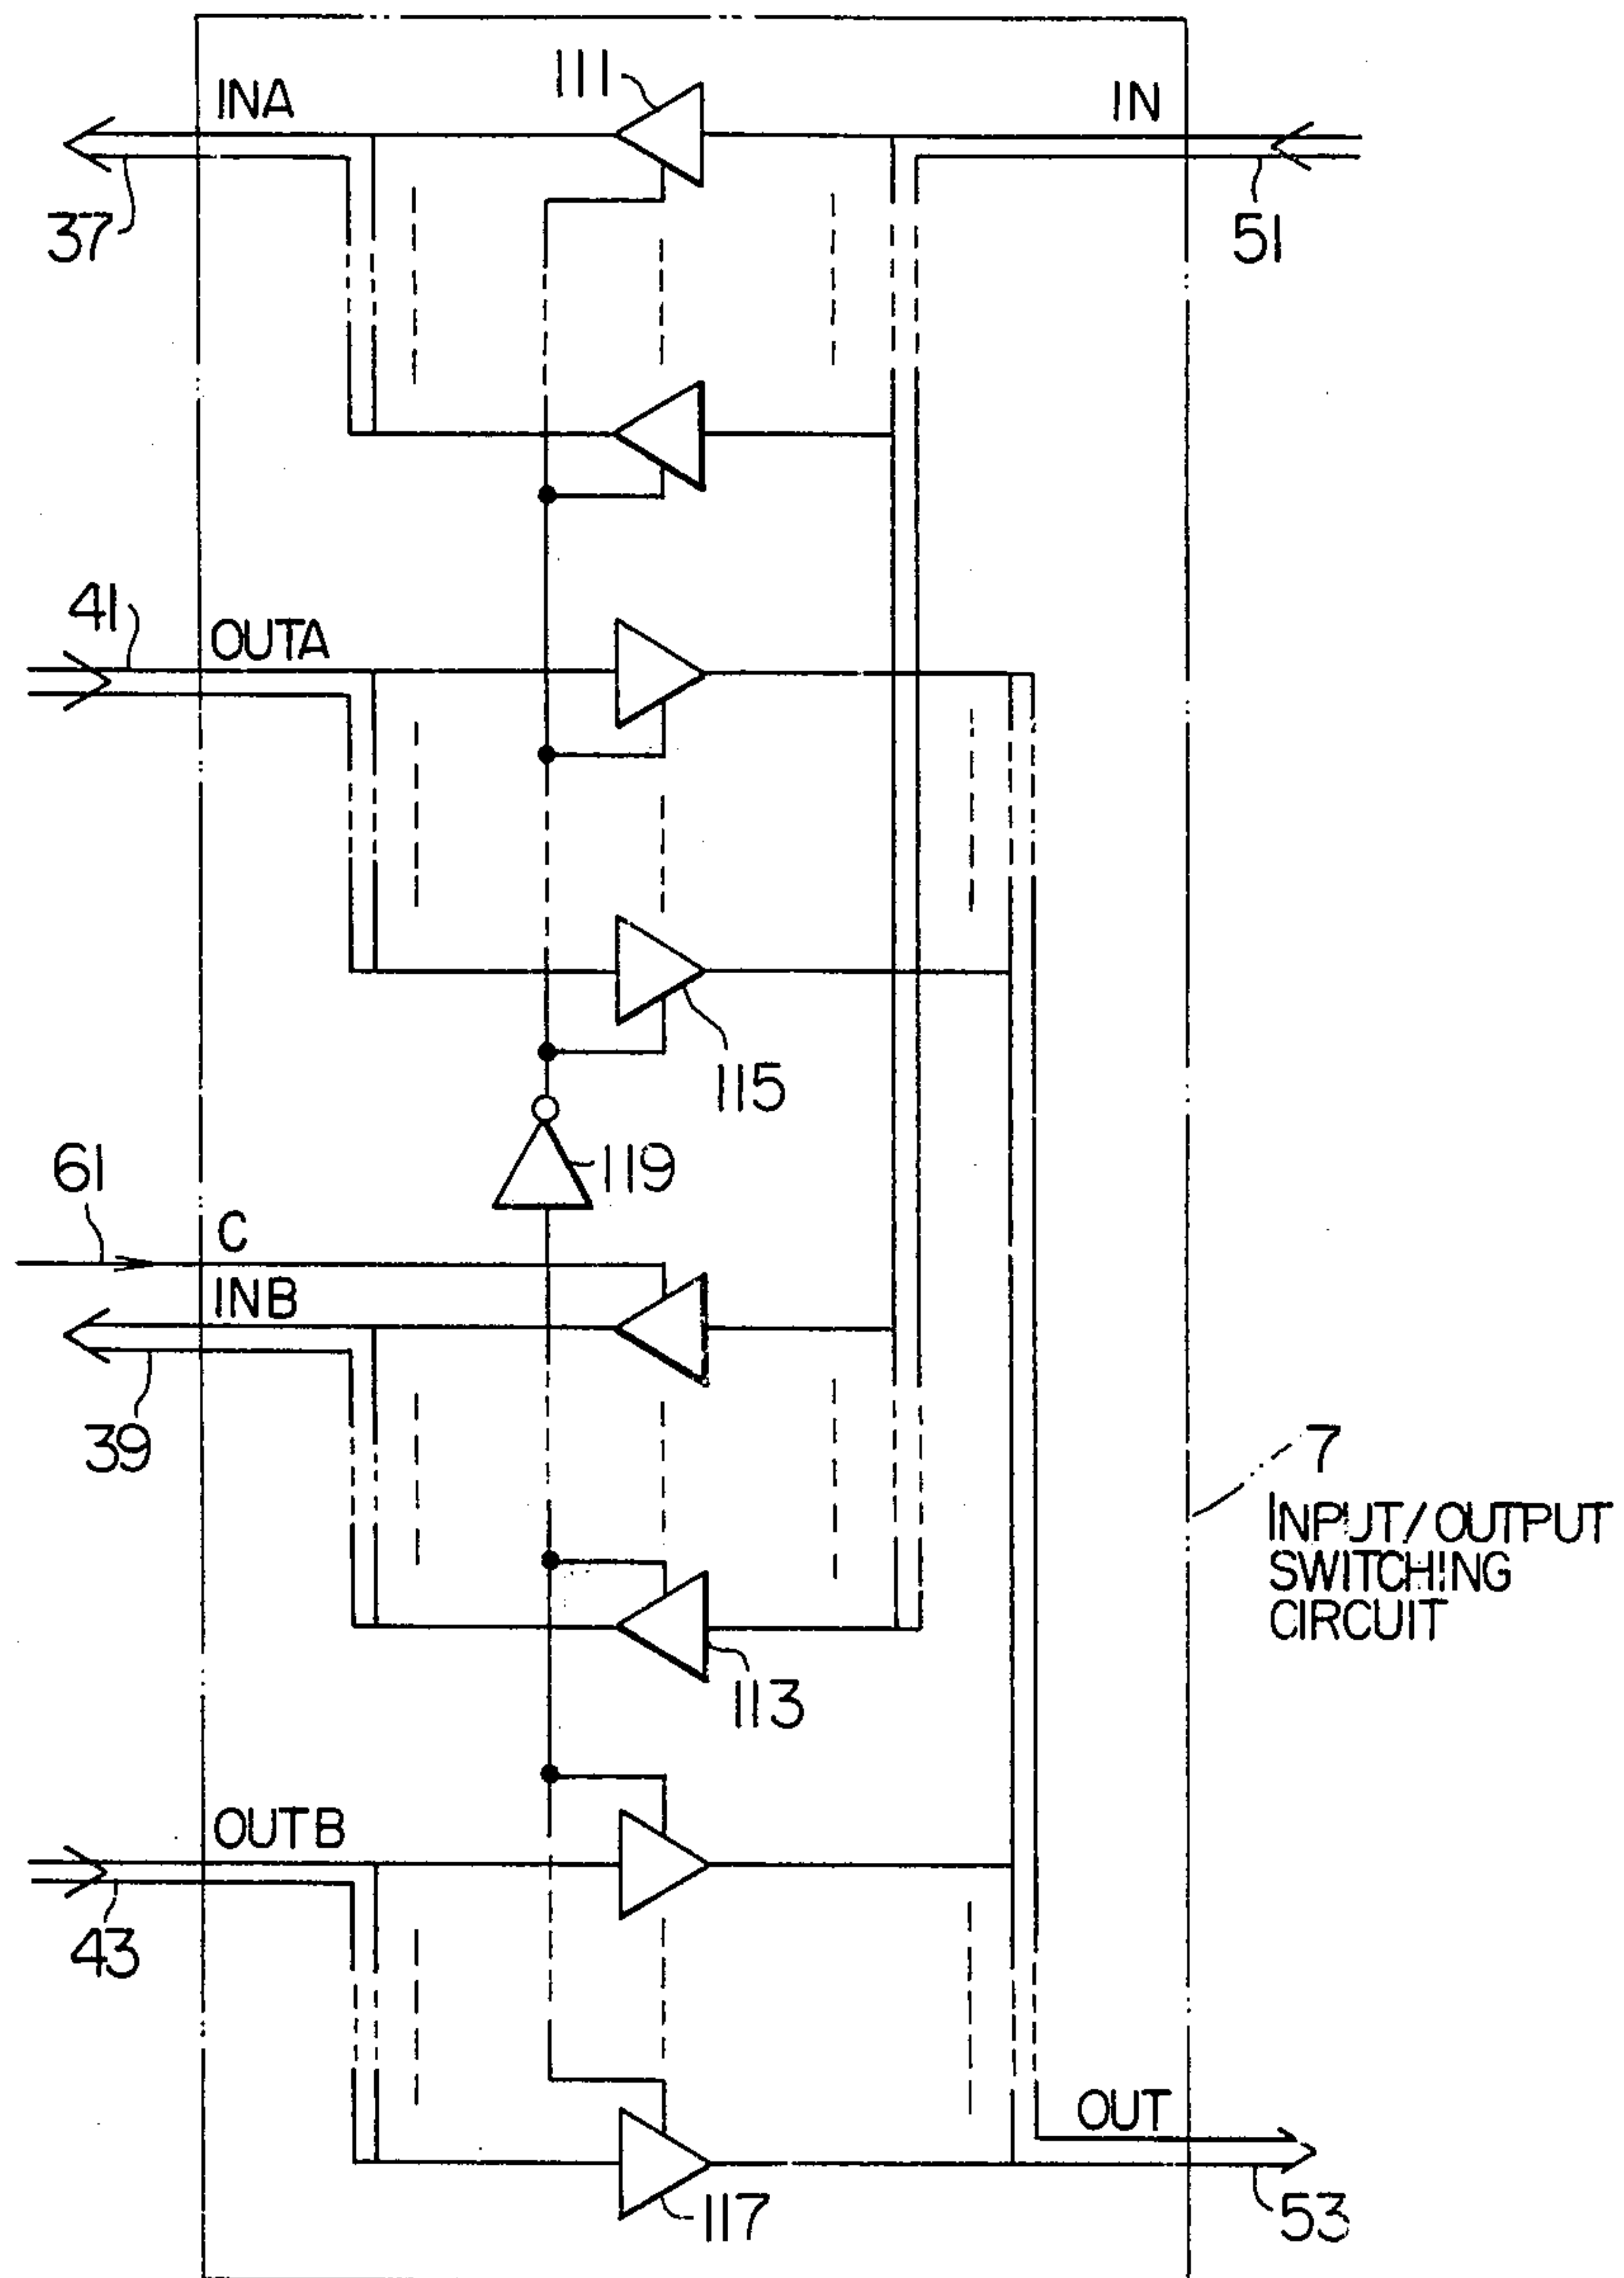 111
INA
IN
37
51
41
OUTA
115
119
61
C
INB
39
7
INPUT/OUTPUT
SWITCHING
CIRCUIT
113
OUTB
43
OUT
117
53